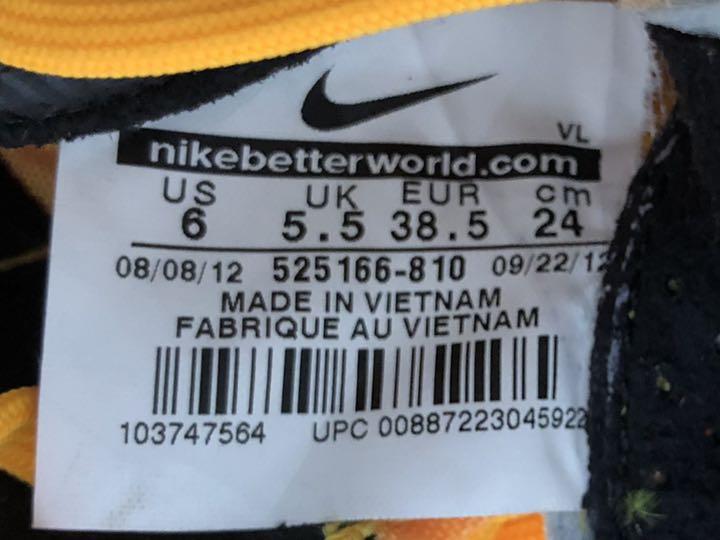 VL
nikebetterworld.com
US UK EUR cm
6 5.5 38.5 24
08/08/12 525166-810 09/22/12
MADE IN VIETNAM
FABRIQUE AU VIETNAM
103747564 UPC 00887223045922